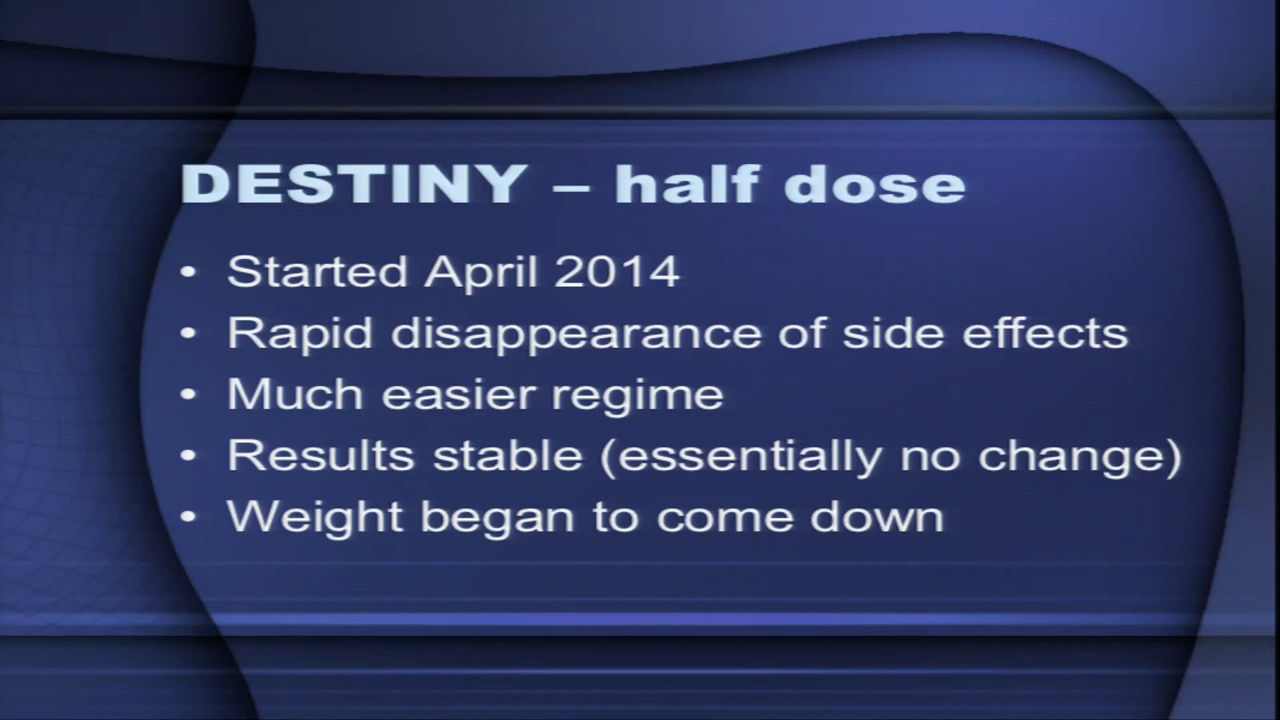 DESTINY – half dose
• Started April 2014
• Rapid disappearance of side effects
• Much easier regime
• Results stable (essentially no change)
• Weight began to come down